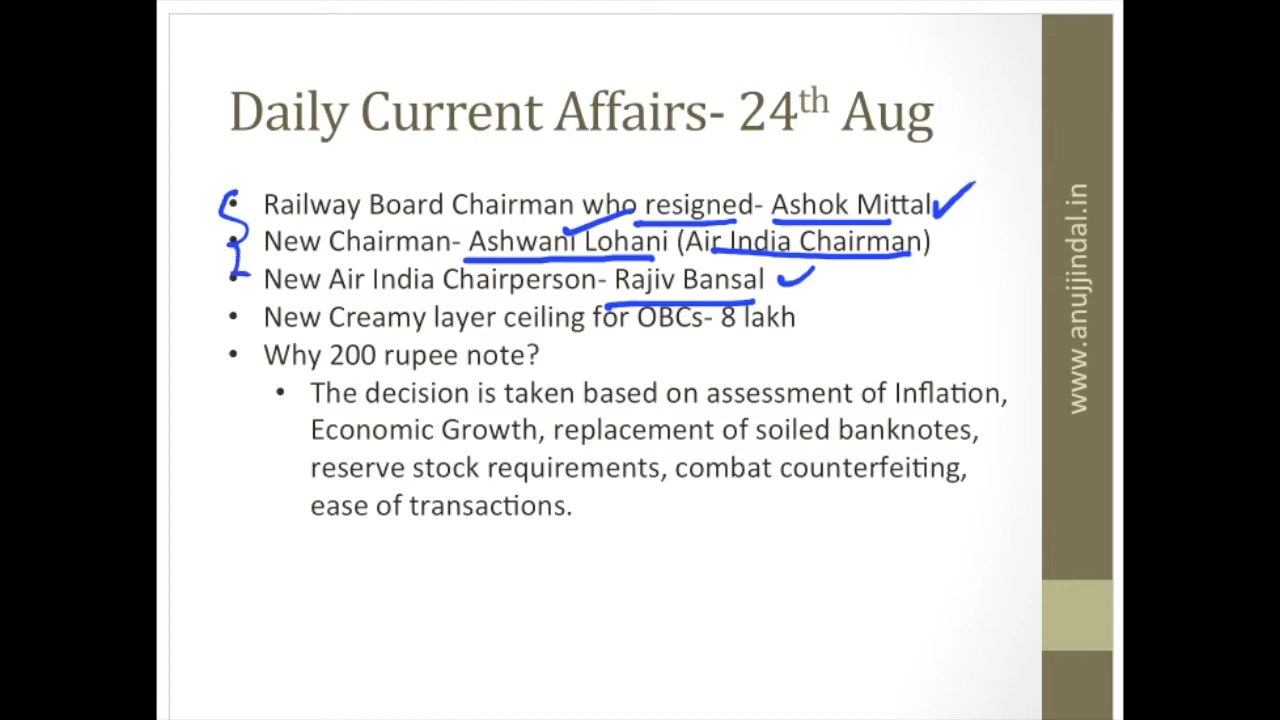 Daily Current Affairs- 24th Aug
• Railway Board Chairman who resigned- Ashok Mittal
• New Chairman- Ashwani Lohani (Air India Chairman)
• New Air India Chairperson- Rajiv Bansal
• New Creamy layer ceiling for OBCs- 8 lakh
• Why 200 rupee note?
• The decision is taken based on assessment of Inflation,
Economic Growth, replacement of soiled banknotes,
reserve stock requirements, combat counterfeiting,
ease of transactions.
www.anujjindal.in